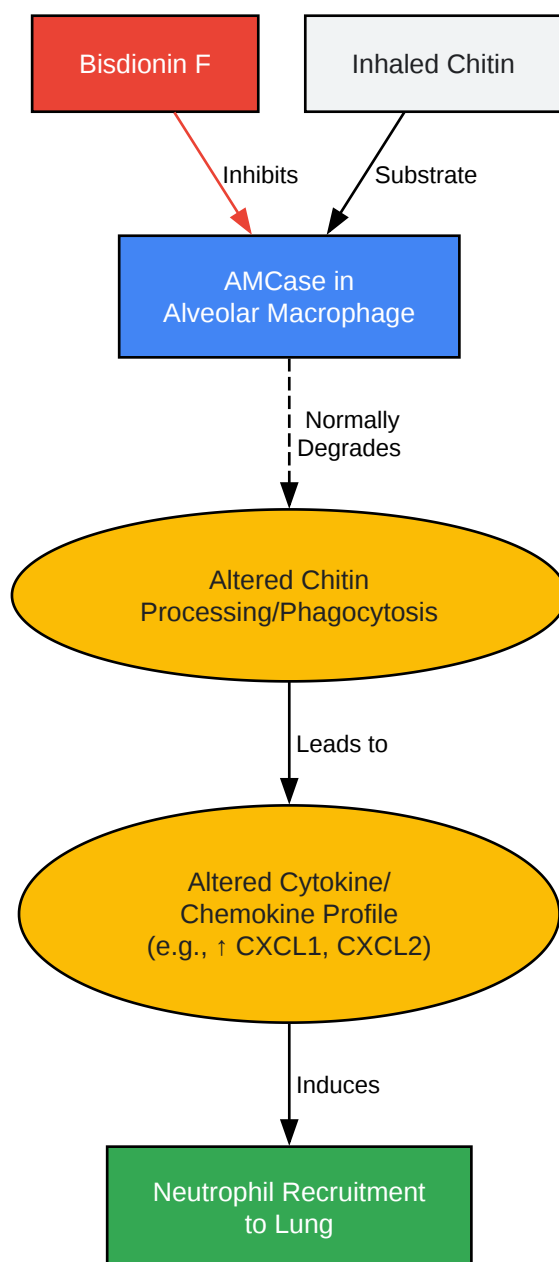 Bisdionin F
Inhaled Chitin
Inhibits
Substrate
AMCase in
Alveolar Macrophage
Normally
Degrades
Altered Chitin
Processing/Phagocytosis
Leads to
Altered Cytokine/
Chemokine Profile
(e.g., ↑ CXCL1, CXCL2)
Induces
Neutrophil Recruitment
to Lung